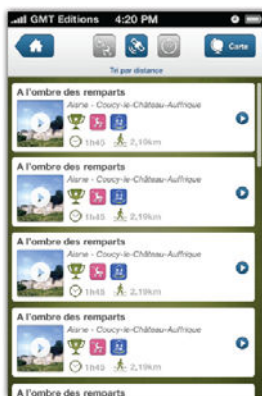 GMT Editions 4:20 PM
Carte
Tri par distance
A l'ombre des remparts
Aisne - Coucy-le-Château-Auffrique
1h45 2,19km
A l'ombre des remparts
Aisne - Coucy-le-Château-Auffrique
1h45 2,19km
A l'ombre des remparts
Aisne - Coucy-le-Château-Auffrique
1h45 2,19km
A l'ombre des remparts
Aisne - Coucy-le-Château-Auffrique
1h45 2,19km
A l'ombre des remparts